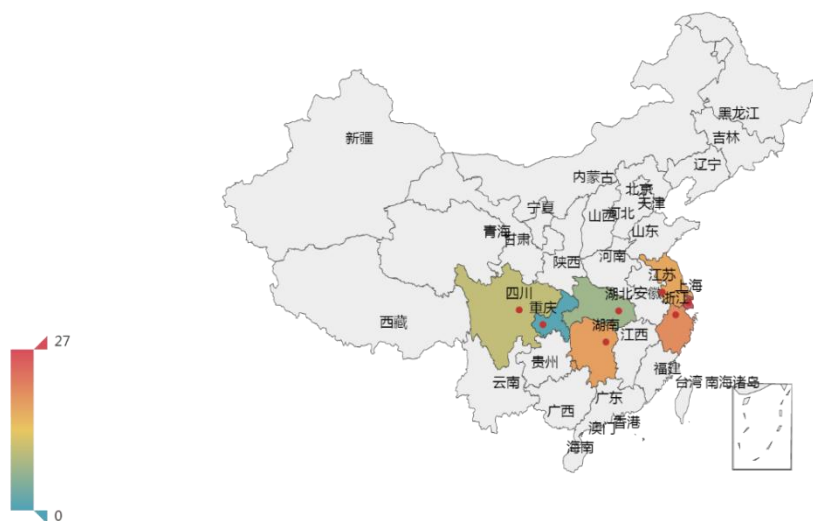 黑龙江
新疆
吉林
辽宁
内蒙古
北京
天津
宁夏
山西
河北
山东
青海
甘肃
陕西
河南
江苏
四川
上海
重庆
湖北
安徽
浙江
西藏
湖南
江西
贵州
福建
云南
台湾
南海诸岛
广东
广西
香港
澳门
海南
27
0